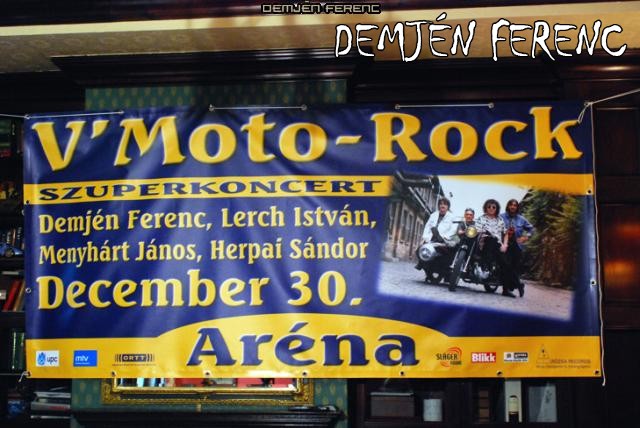 DEMJÉN FERENC
DEMJÉN FERENC
V'Moto-Rock
SZUPERKONCERT
Demjén Ferenc, Lerch István,
Menyhárt János, Herpai Sándor
December 30.
Aréna
upc mtv ORTT SLÁGER Blikk